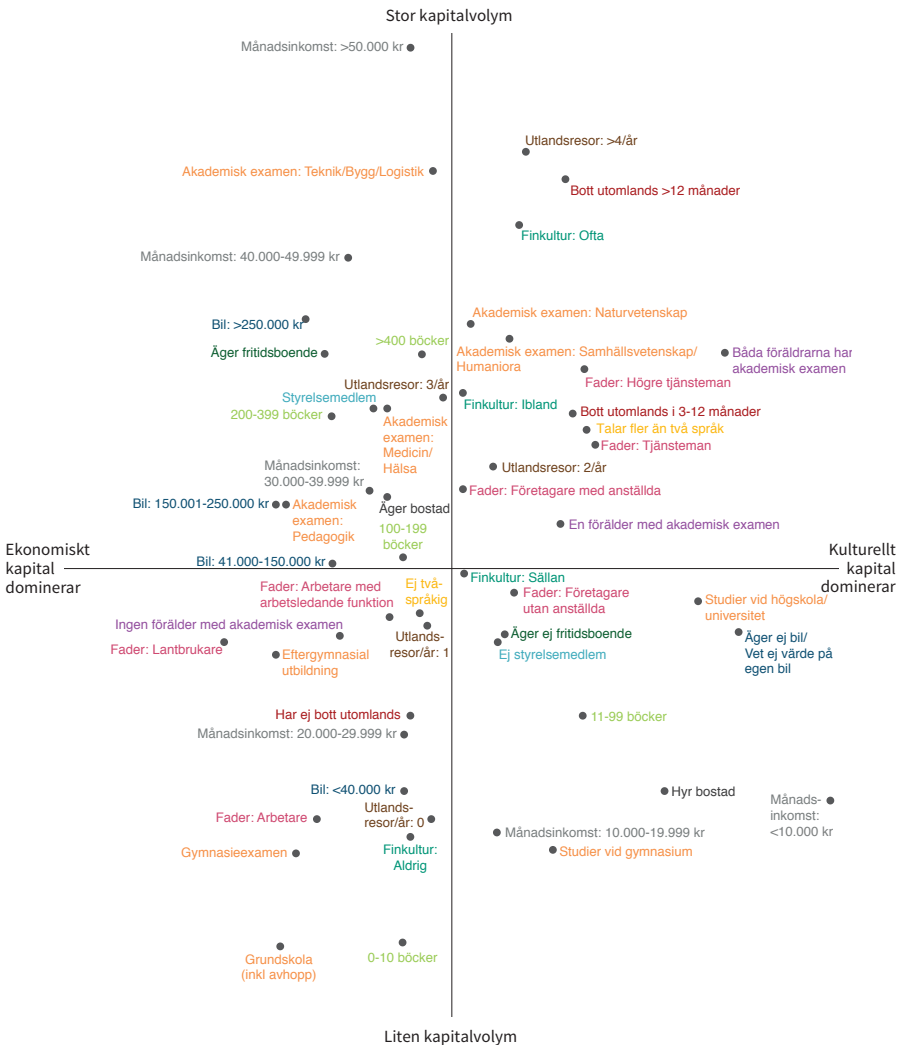 Stor kapitalvolym
Månadsinkomst: >50.000 kr
Utlandsresor: >4/år
Akademisk examen: Teknik/Bygg/Logistik
Bott utomlands >12 månader
Finkultur: Ofta
Månadsinkomst: 40.000-49.999 kr
Akademisk examen: Naturvetenskap
Bil: >250.000 kr
>400 böcker
Äger fritidsboende
Akademisk examen: Samhällsvetenskap/
Humaniora
Båda föräldrarna har
akademisk examen
Utlandsresor: 3/år
Fader: Högre tjänsteman
Styrelsemedlem
Finkultur: Ibland
200-399 böcker
Akademisk
examen:
Medicin/
Hälsa
Bott utomlands i 3-12 månader
Talar fler än två språk
Fader: Tjänsteman
Månadsinkomst:
30.000-39.999 kr
Utlandsresor: 2/år
Fader: Företagare med anställda
Bil: 150.001-250.000 kr
Akademisk
examen:
Pedagogik
Äger bostad
100-199
böcker
En förälder med akademisk examen
Ekonomiskt
kapital
dominerar
Bil: 41.000-150.000 kr
Kulturellt
kapital
dominerar
Finkultur: Sällan
Fader: Arbetare med
arbetsledande funktion
Ej två-
språkig
Fader: Företagare
utan anställda
Studier vid högskola/
universitet
Ingen förälder med akademisk examen
Utlands-
resor/år: 1
Äger ej fritidsboende
Äger ej bil/
Vet ej värde på
egen bil
Fader: Lantbrukare
Eftergymnasial
utbildning
Ej styrelsemedlem
Har ej bott utomlands
11-99 böcker
Månadsinkomst: 20.000-29.999 kr
Bil: <40.000 kr
Hyr bostad
Månads-
inkomst:
<10.000 kr
Fader: Arbetare
Utlands-
resor/år: 0
Månadsinkomst: 10.000-19.999 kr
Gymnasieexamen
Finkultur:
Aldrig
Studier vid gymnasium
Grundskola
(inkl avhopp)
0-10 böcker
Liten kapitalvolym